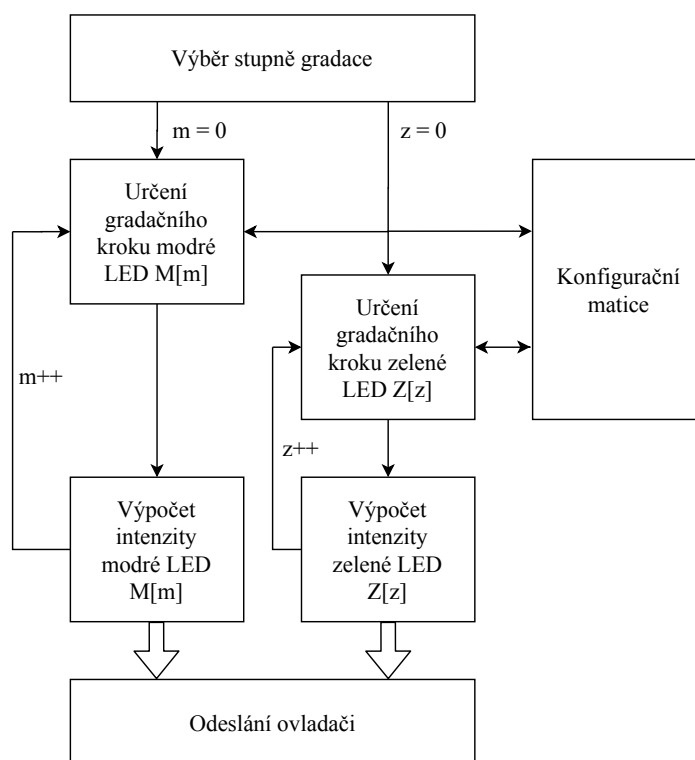 Výběr stupně gradace
m = 0
z = 0
Určení
gradačního
kroku modré
LED M[m]
Konfigurační
matice
Určení
gradačního
kroku zelené
LED Z[z]
m++
z++
Výpočet
intenzity
modré LED
M[m]
Výpočet
intenzity
zelené LED
Z[z]
Odeslání ovladači